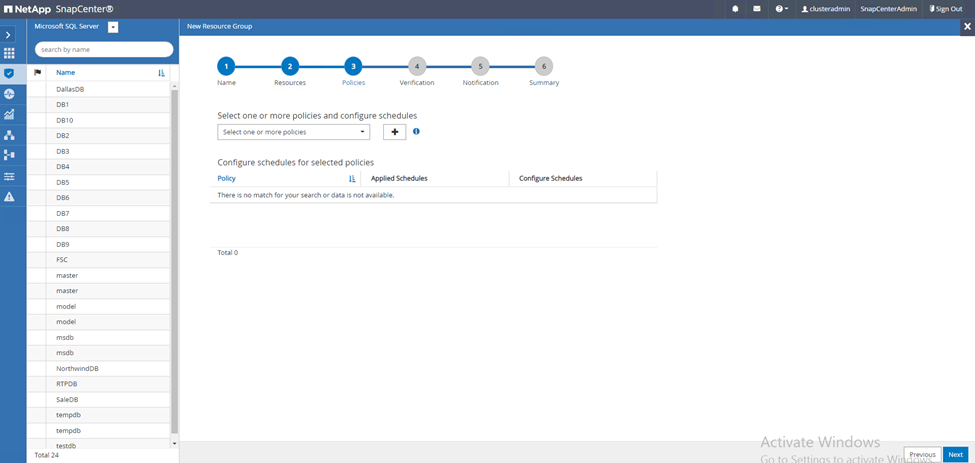 NetApp SnapCenter®
clusteradmin SnapCenterAdmin Sign Out
Microsoft SQL Server
New Resource Group
search by name
Name
DallasDB
DB1
DB10
DB2
DB3
DB4
DB5
DB6
DB7
DB8
DB9
FSC
master
master
model
model
msdb
msdb
NorthwindDB
RTPDB
SaleDB
tempdb
tempdb
testdb
Total 24
1 2 3 4 5 6
Name Resources Policies Verification Notification Summary
Select one or more policies and configure schedules
Select one or more policies
Configure schedules for selected policies
Policy Applied Schedules Configure Schedules
There is no match for your search or data is not available.
Total 0
Activate Windows
Go to Settings to activate Windows.
Previous Next